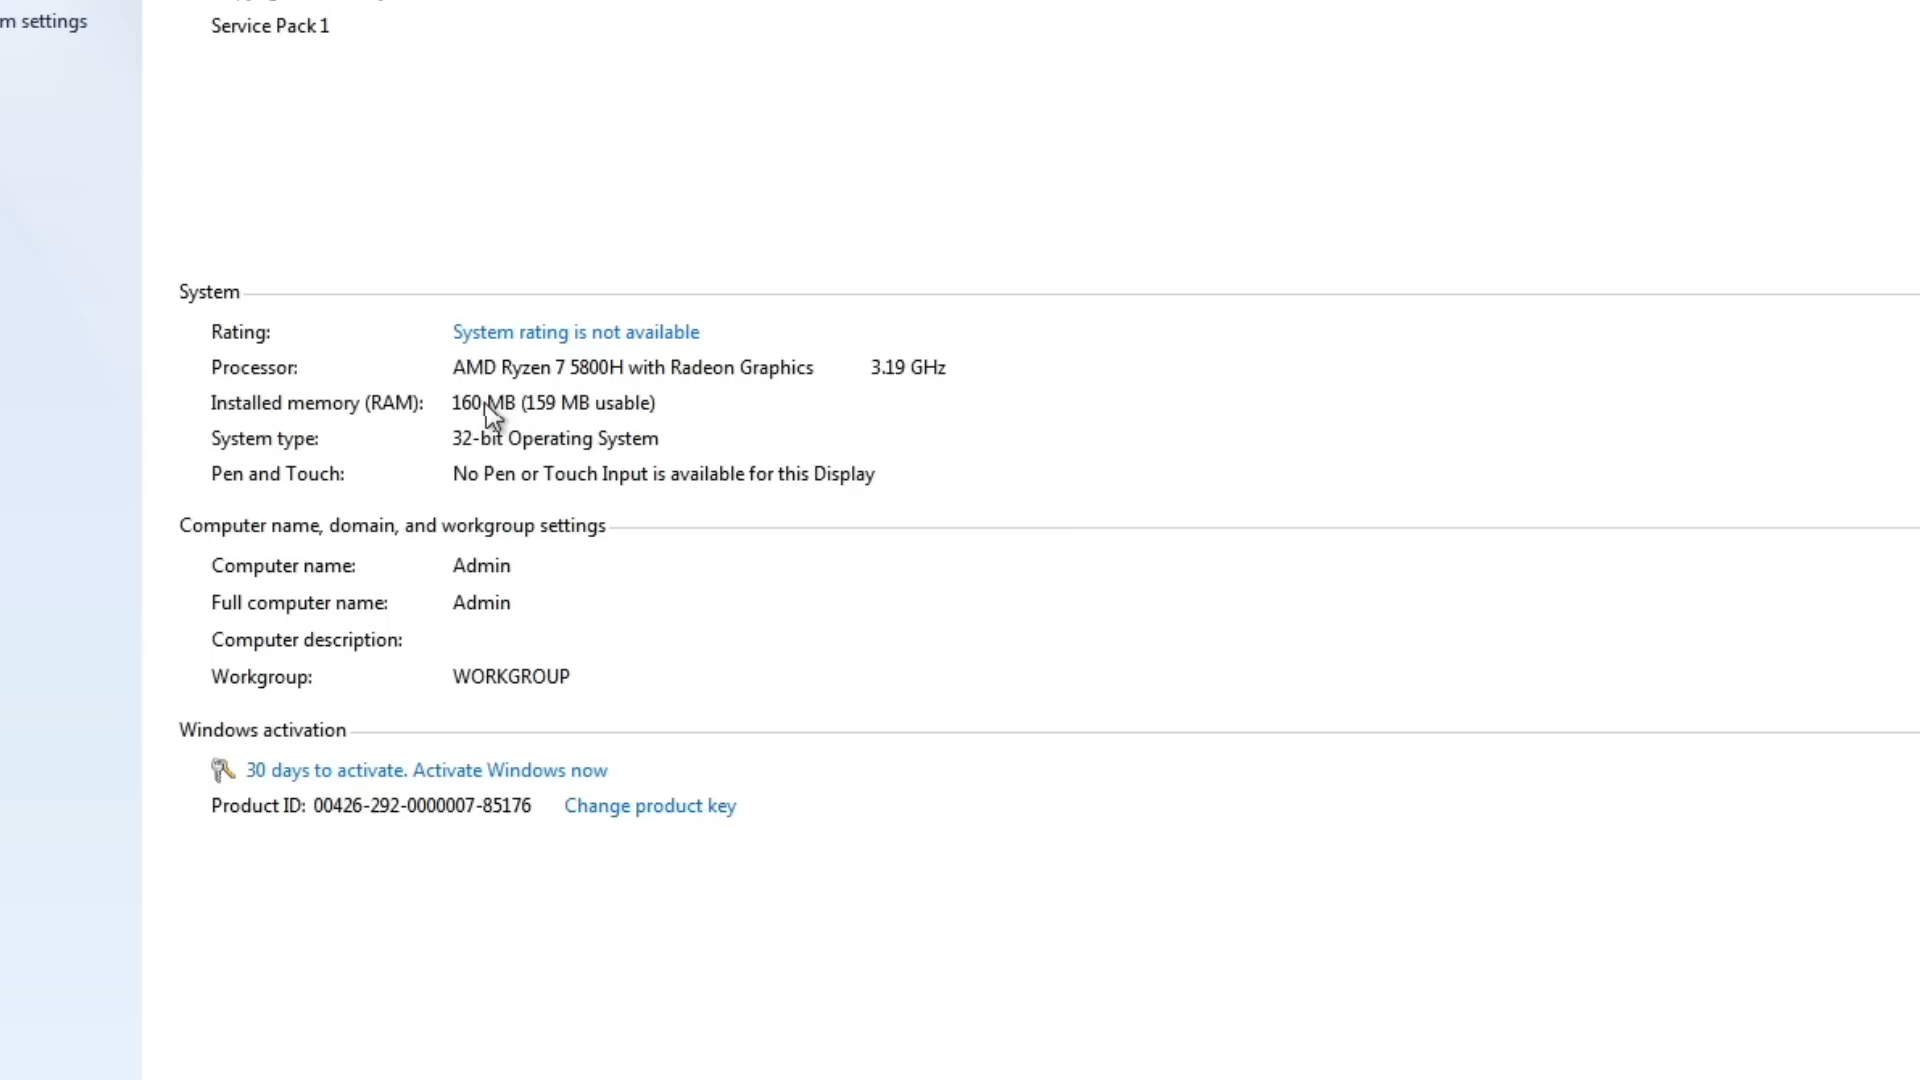 m settings
Service Pack 1
System
Rating: System rating is not available
Processor: AMD Ryzen 7 5800H with Radeon Graphics 3.19 GHz
Installed memory (RAM): 160 MB (159 MB usable)
System type: 32-bit Operating System
Pen and Touch: No Pen or Touch Input is available for this Display
Computer name, domain, and workgroup settings
Computer name: Admin
Full computer name: Admin
Computer description:
Workgroup: WORKGROUP
Windows activation
30 days to activate. Activate Windows now
Product ID: 00426-292-0000007-85176 Change product key